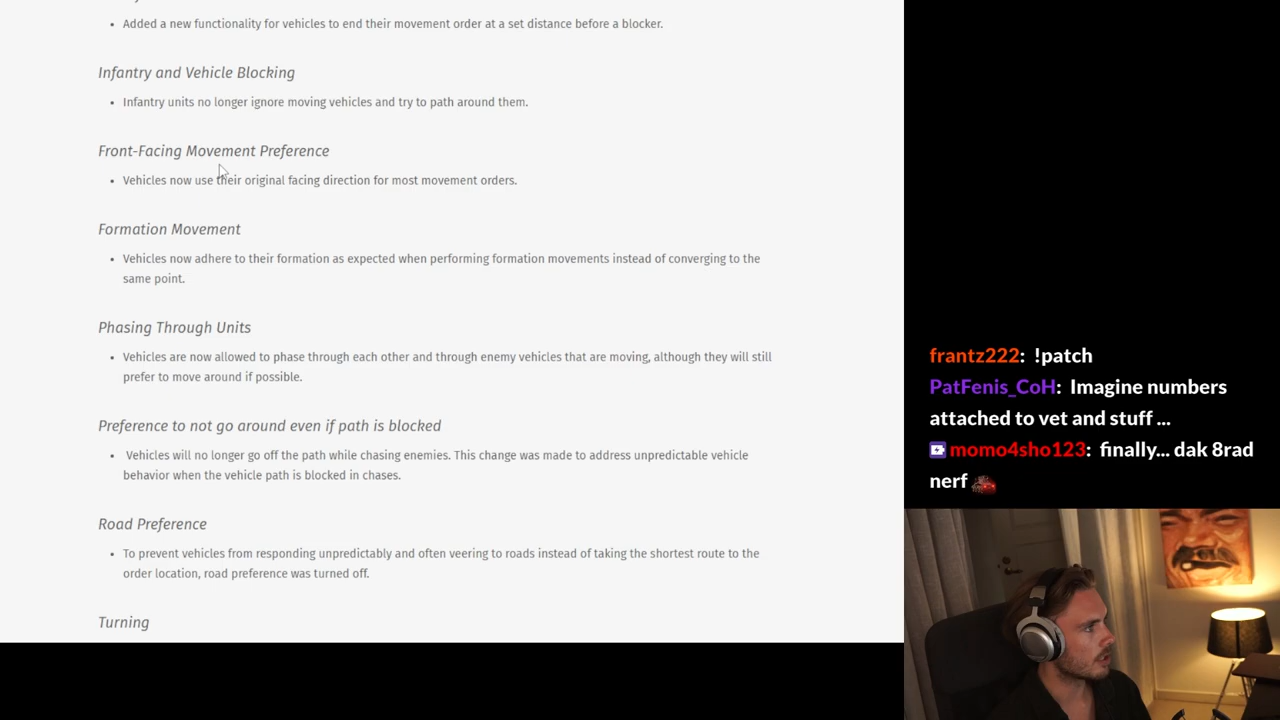 Added a new functionality for vehicles to end their movement order at a set distance before a blocker.
Infantry and Vehicle Blocking
Infantry units no longer ignore moving vehicles and try to path around them.
Front-Facing Movement Preference
Vehicles now use their original facing direction for most movement orders.
Formation Movement
Vehicles now adhere to their formation as expected when performing formation movements instead of converging to the
same point.
Phasing Through Units
Vehicles are now allowed to phase through each other and through enemy vehicles that are moving, although they will still
prefer to move around if possible.
Preference to not go around even if path is blocked
Vehicles will no longer go off the path while chasing enemies. This change was made to address unpredictable vehicle
behavior when the vehicle path is blocked in chases.
Road Preference
To prevent vehicles from responding unpredictably and often veering to roads instead of taking the shortest route to the
order location, road preference was turned off.
Turning
frantz222: !patch
PatFenis_CoH: Imagine numbers
attached to vet and stuff ...
momo4sho123: finally... dak 8rad
nerf